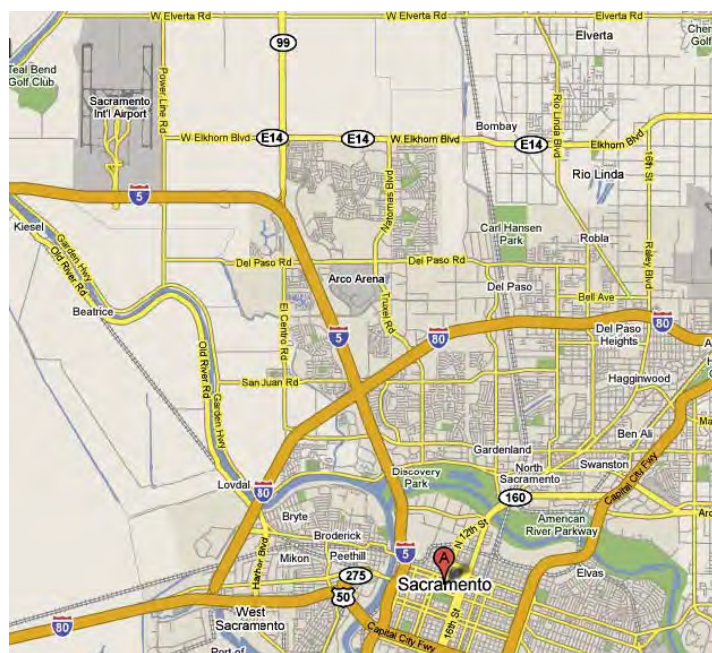 W Elverta Rd
W Elverta Rd
Elverta Rd
Elverta
99
Teal Bend
Golf Club
Power Line Rd
Sacramento
Int'l Airport
Rio Linda Blvd
Bombay
E14
E14
E14
W Elkhorn Blvd
W Elkhorn Blvd
Elkhorn Blvd
16th St
Rio Linda
Natomas Blvd
5
Kiesel
Garden Hwy
Old River Rd
Carl Hansen
Park
Robla
Raley Blvd
Del Paso Rd
Del Paso Rd
Arco Arena
Del Paso
Bell Ave
Beatrice
El Centro Rd
Truxel Rd
5
80
80
Del Paso
Heights
Old River Rd
Garden Hwy
San Juan Rd
Hagginwood
Ben Ali
Gardenland
North
Sacramento
Swanston
Capital City Fwy
Discovery
Park
Lovdal
80
160
American
River Parkway
Bryte
Broderick
N 12th St
Harbor Blvd
Mikon
Peethill
5
A
Elvas
275
Sacramento
50
West
Sacramento
16th St
80
Capital City Fwy
Port of